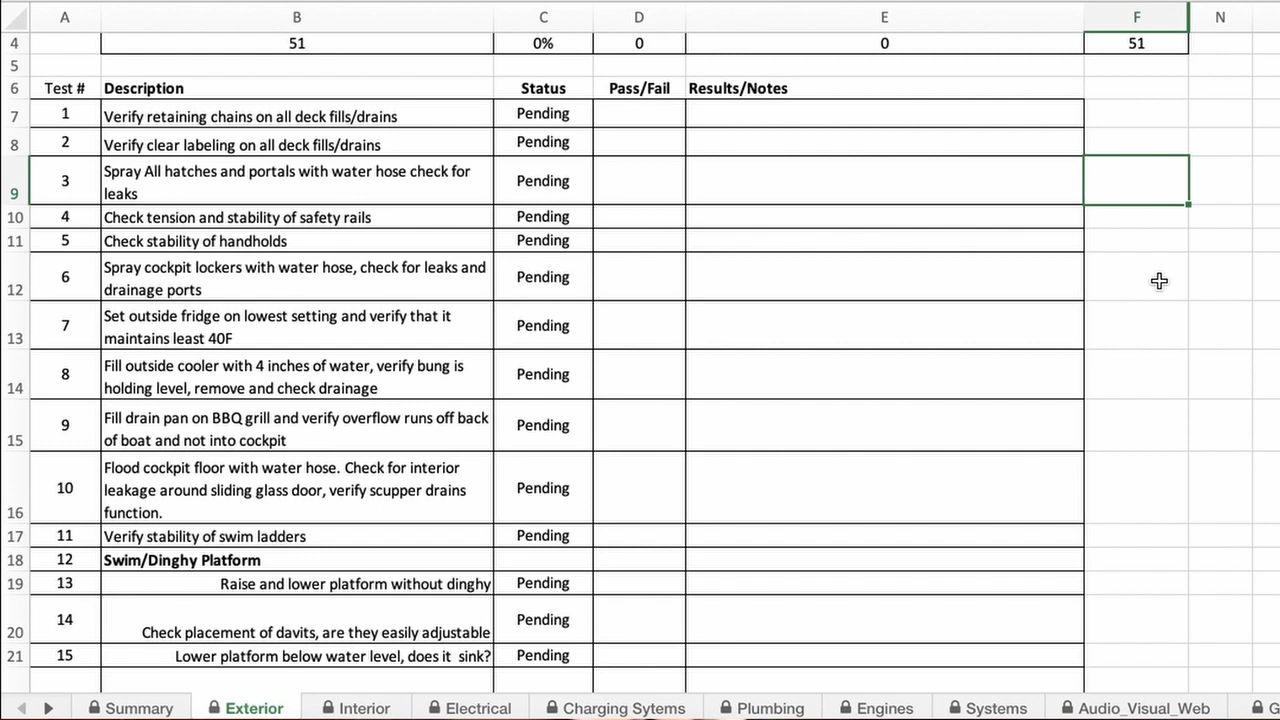 A B C D E F N
4 51 0% 0 0 51
5
6 Test # Description Status Pass/Fail Results/Notes
7 1 Verify retaining chains on all deck fills/drains Pending
8 2 Verify clear labeling on all deck fills/drains Pending
9 3 Spray All hatches and portals with water hose check for Pending
leaks
10 4 Check tension and stability of safety rails Pending
11 5 Check stability of handholds Pending
12 6 Spray cockpit lockers with water hose, check for leaks and Pending
drainage ports
13 7 Set outside fridge on lowest setting and verify that it Pending
maintains least 40F
14 8 Fill outside cooler with 4 inches of water, verify bung is Pending
holding level, remove and check drainage
15 9 Fill drain pan on BBQ grill and verify overflow runs off back Pending
of boat and not into cockpit
16 10 Flood cockpit floor with water hose. Check for interior Pending
leakage around sliding glass door, verify scupper drains
function.
17 11 Verify stability of swim ladders Pending
18 12 Swim/Dinghy Platform
19 13 Raise and lower platform without dinghy Pending
20 14 Check placement of davits, are they easily adjustable Pending
21 15 Lower platform below water level, does it  sink? Pending
Summary Exterior Interior Electrical Charging Sytems Plumbing Engines Systems Audio_Visual_Web G